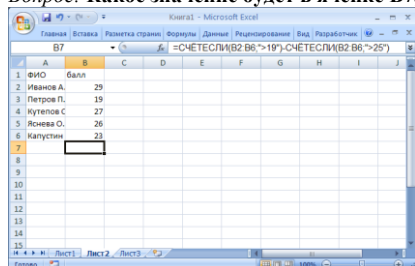 Вопрос: Какое значение будет в ячейке B7
Книга1 - Microsoft Excel
Главная Вставка Разметка страниц Формулы Данные Рецензирование Вид Разработчик
B7 fx =СЧЁТЕСЛИ(B2:B6;">19")-СЧЁТЕСЛИ(B2:B6;">25")
A B C D E F G H I J
1 ФИО балл
2 Иванов А. 29
3 Петров П. 19
4 Кутепов С 27
5 Яснева О. 26
6 Капустин 23
7
8
9
10
11
12
13
14
15
Лист1 Лист2 Лист3
Готово 100%